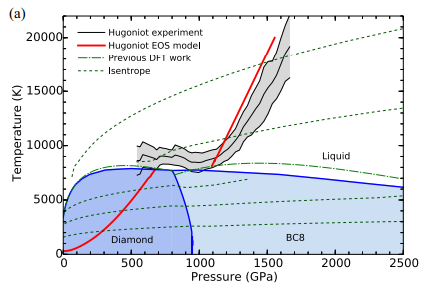 (a)
Hugoniot experiment
Hugoniot EOS model
Previous DFT work
Isentrope
20000
15000
10000
5000
0
Temperature (K)
Liquid
Diamond
BC8
0 500 1000 1500 2000 2500
Pressure (GPa)